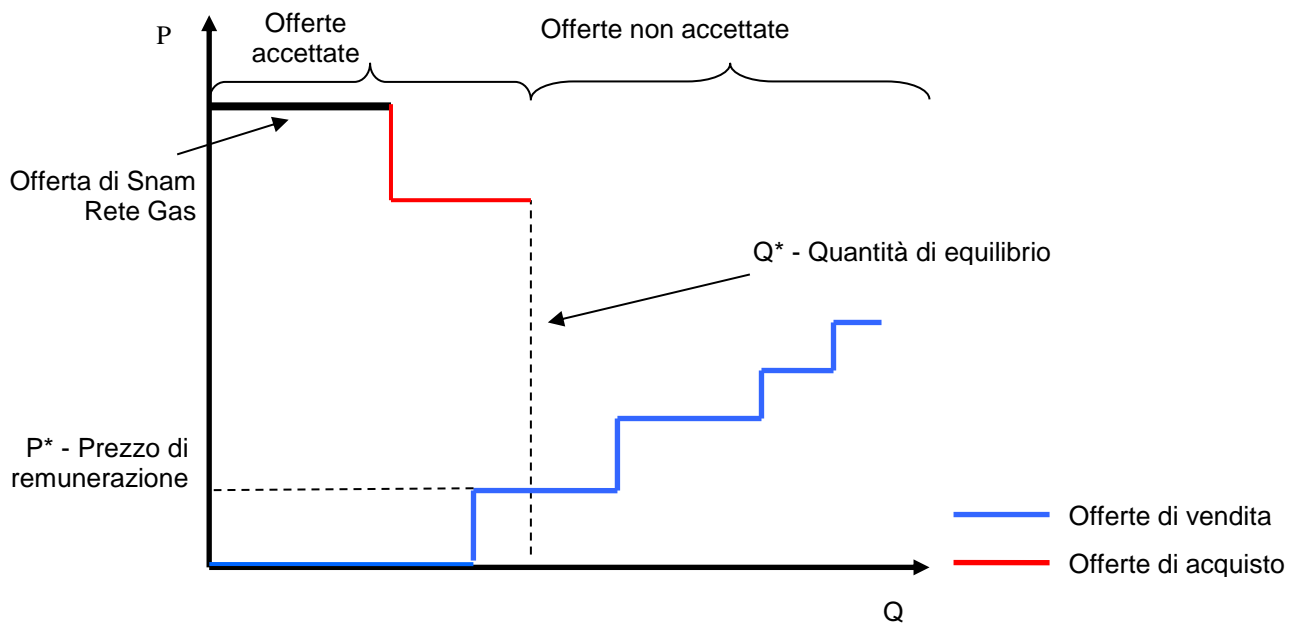 P
Offerte
accettate
Offerte non accettate
Offerta di Snam
Rete Gas
Q* - Quantità di equilibrio
P* - Prezzo di
remunerazione
Offerte di vendita
Offerte di acquisto
Q